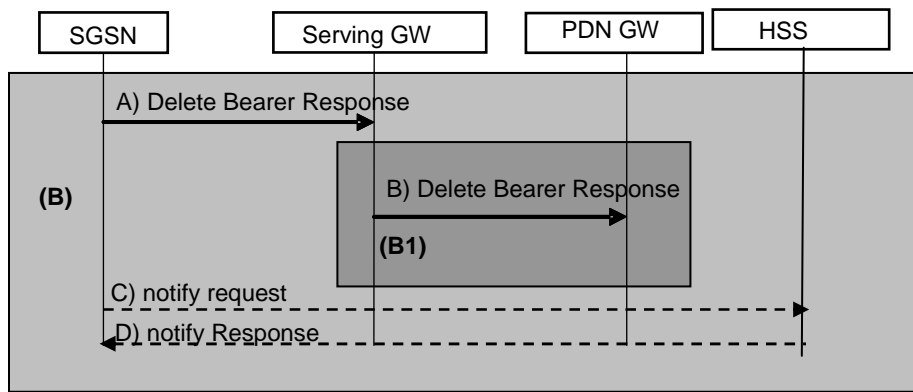 SGSN
Serving GW
PDN GW
HSS
A) Delete Bearer Response
B) Delete Bearer Response
(B)
(B1)
C) notify request
D) notify Response